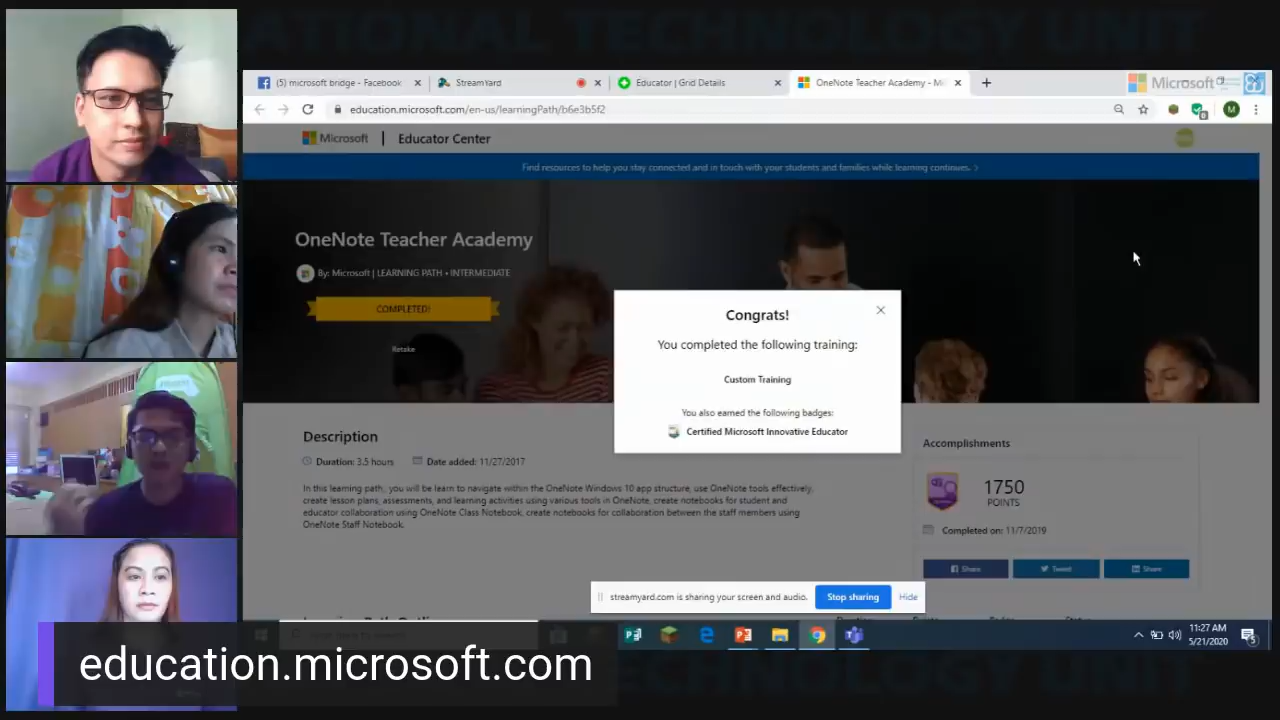 ATIONAL TECHNOLOGY UNIT
(5) microsoft bridge - Facebook
StreamYard
Educator | Grid Details
OneNote Teacher Academy - Mi
Microsoft
education.microsoft.com/en-us/learningPath/b6e3b5f2
M
Microsoft
Educator Center
Find resources to help you stay connected and in touch with your students and families while learning continues. >
OneNote Teacher Academy
By: Microsoft | LEARNING PATH • INTERMEDIATE
COMPLETED!
Retake
Congrats!
You completed the following training:
Custom Training
You also earned the following badges:
Certified Microsoft Innovative Educator
Description
Duration: 3.5 hours
Date added: 11/27/2017
In this learning path, you will be learn to navigate within the OneNote Windows 10 app structure, use OneNote tools effectively,
create lesson plans, assessments, and learning activities using various tools in OneNote, create notebooks for student and
educator collaboration using OneNote Class Notebook, create notebooks for collaboration between the staff members using
OneNote Staff Notebook.
Accomplishments
1750
POINTS
Completed on: 11/7/2019
Share
Tweet
Share
streamyard.com is sharing your screen and audio.
Stop sharing
Hide
11:27 AM
5/21/2020
5
education.microsoft.com
TECHNOLOGY UNIT